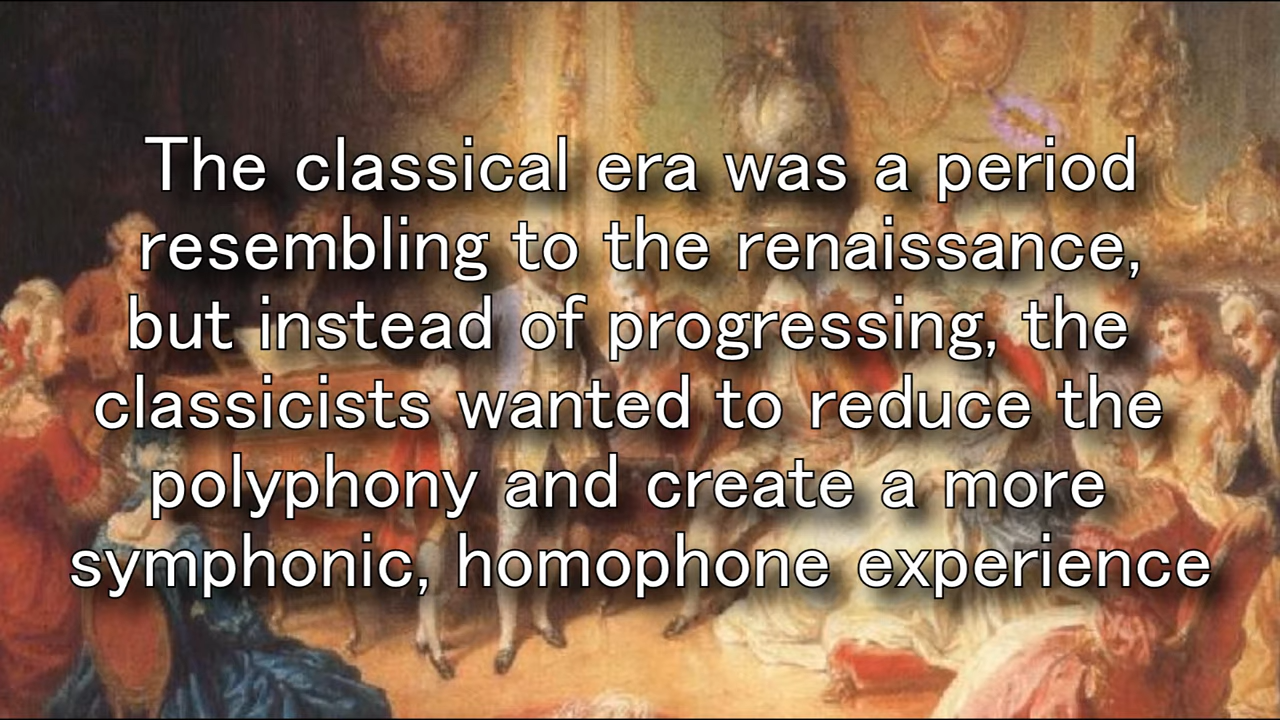 The classical era was a period
resembling to the renaissance,
but instead of progressing, the
classicists wanted to reduce the
polyphony and create a more
symphonic, homophone experience